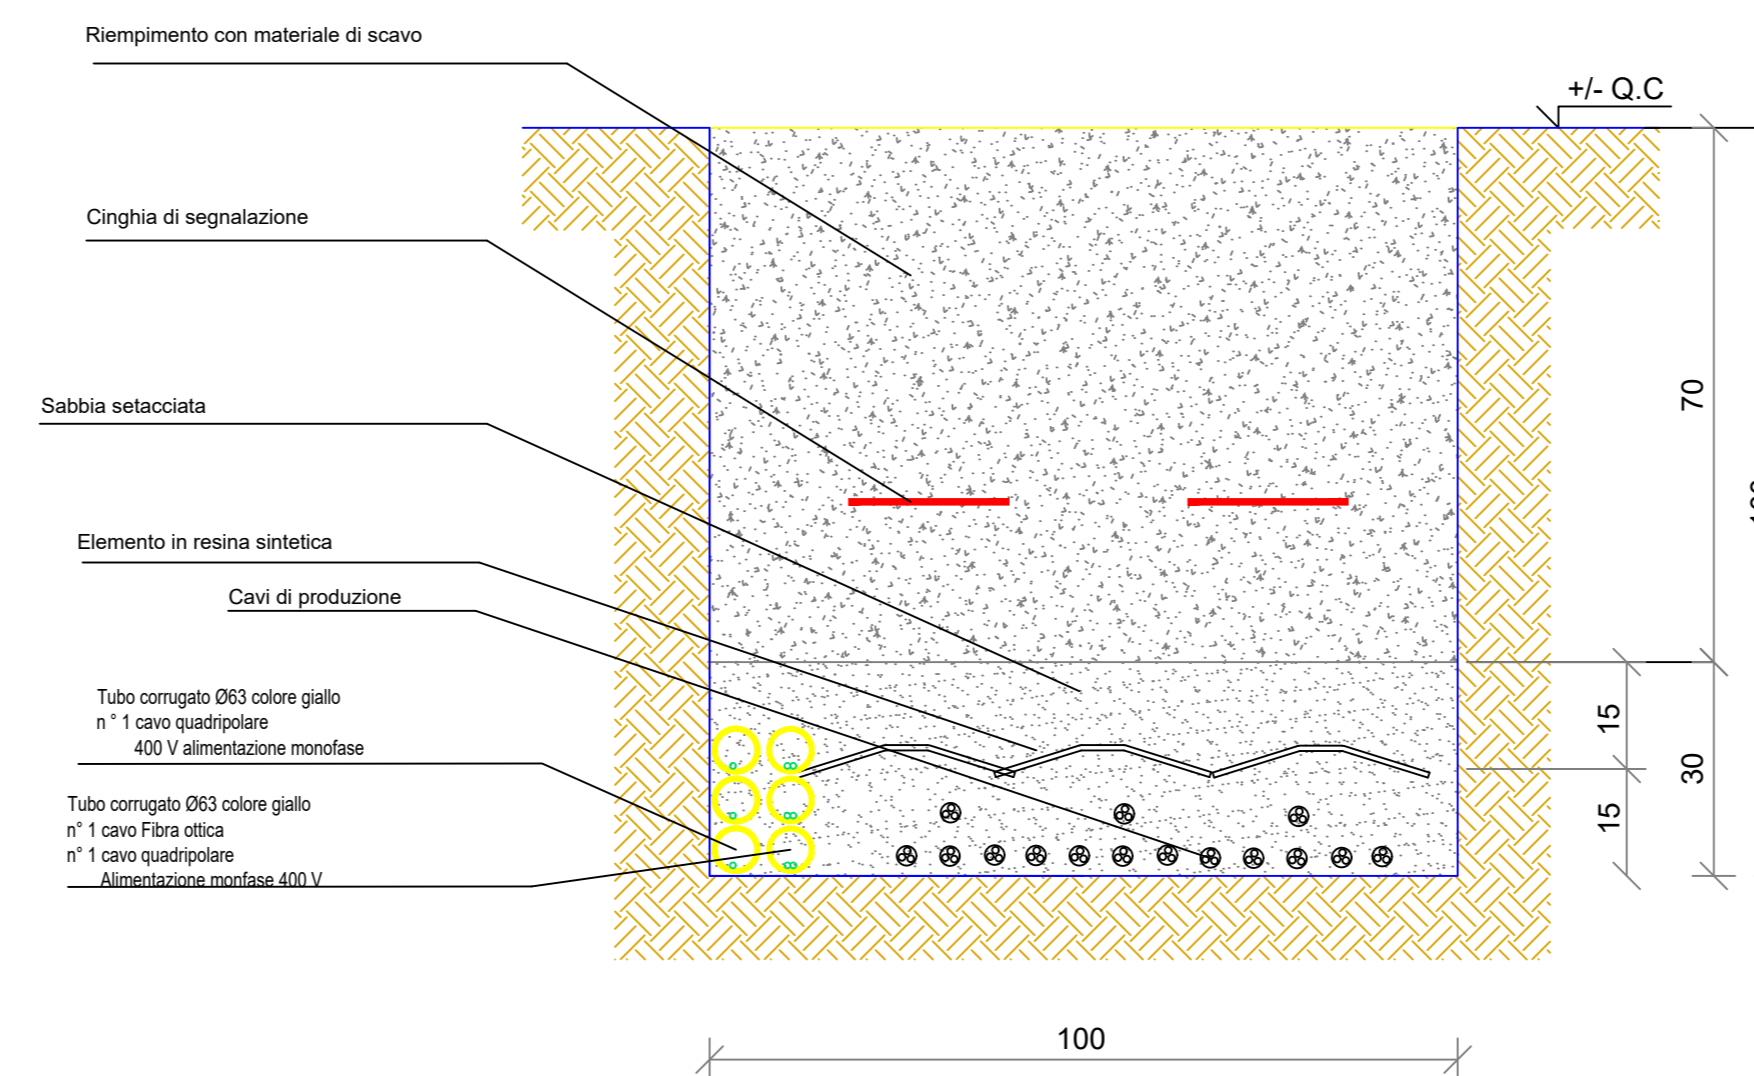 Riempimento con materiale di scavo
+/- Q.C
Cinghia di segnalazione
70
Sabbia setacciata
Elemento in resina sintetica
Cavi di produzione
Tubo corrugato Ø63 colore giallo
n ° 1 cavo quadripolare
400 V alimentazione monofase
15
30
15
Tubo corrugato Ø63 colore giallo
n° 1 cavo Fibra ottica
n° 1 cavo quadripolare
Alimentazione monfase 400 V
100